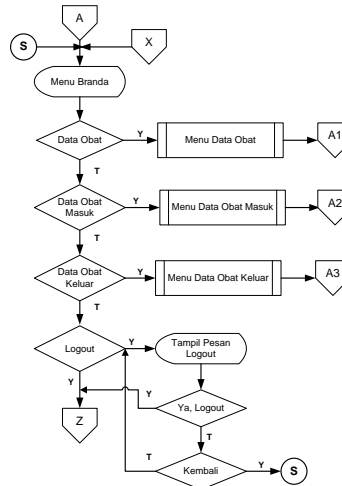 A
S
X
Menu Branda
Data Obat
Y
Menu Data Obat
A1
T
Data Obat
Masuk
Y
Menu Data Obat Masuk
A2
T
Data Obat
Keluar
Y
Menu Data Obat Keluar
A3
T
Logout
Y
Tampil Pesan
Logout
Y
Y
Ya, Logout
Z
T
T
Kembali
Y
S